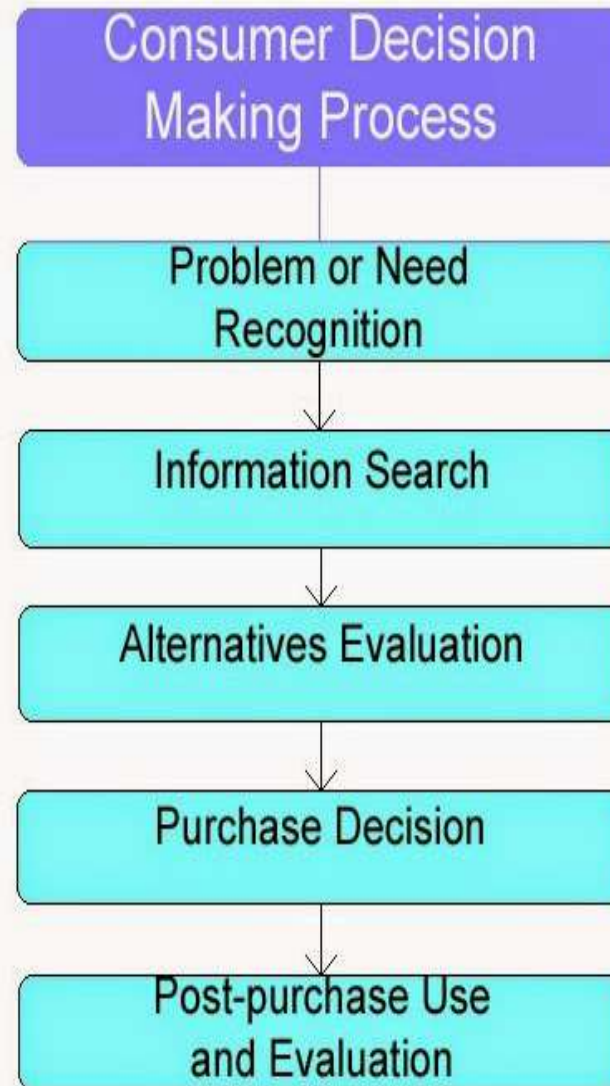 Consumer Decision
Making Process
Problem or Need
Recognition
Information Search
Alternatives Evaluation
Purchase Decision
Post-purchase Use
and Evaluation